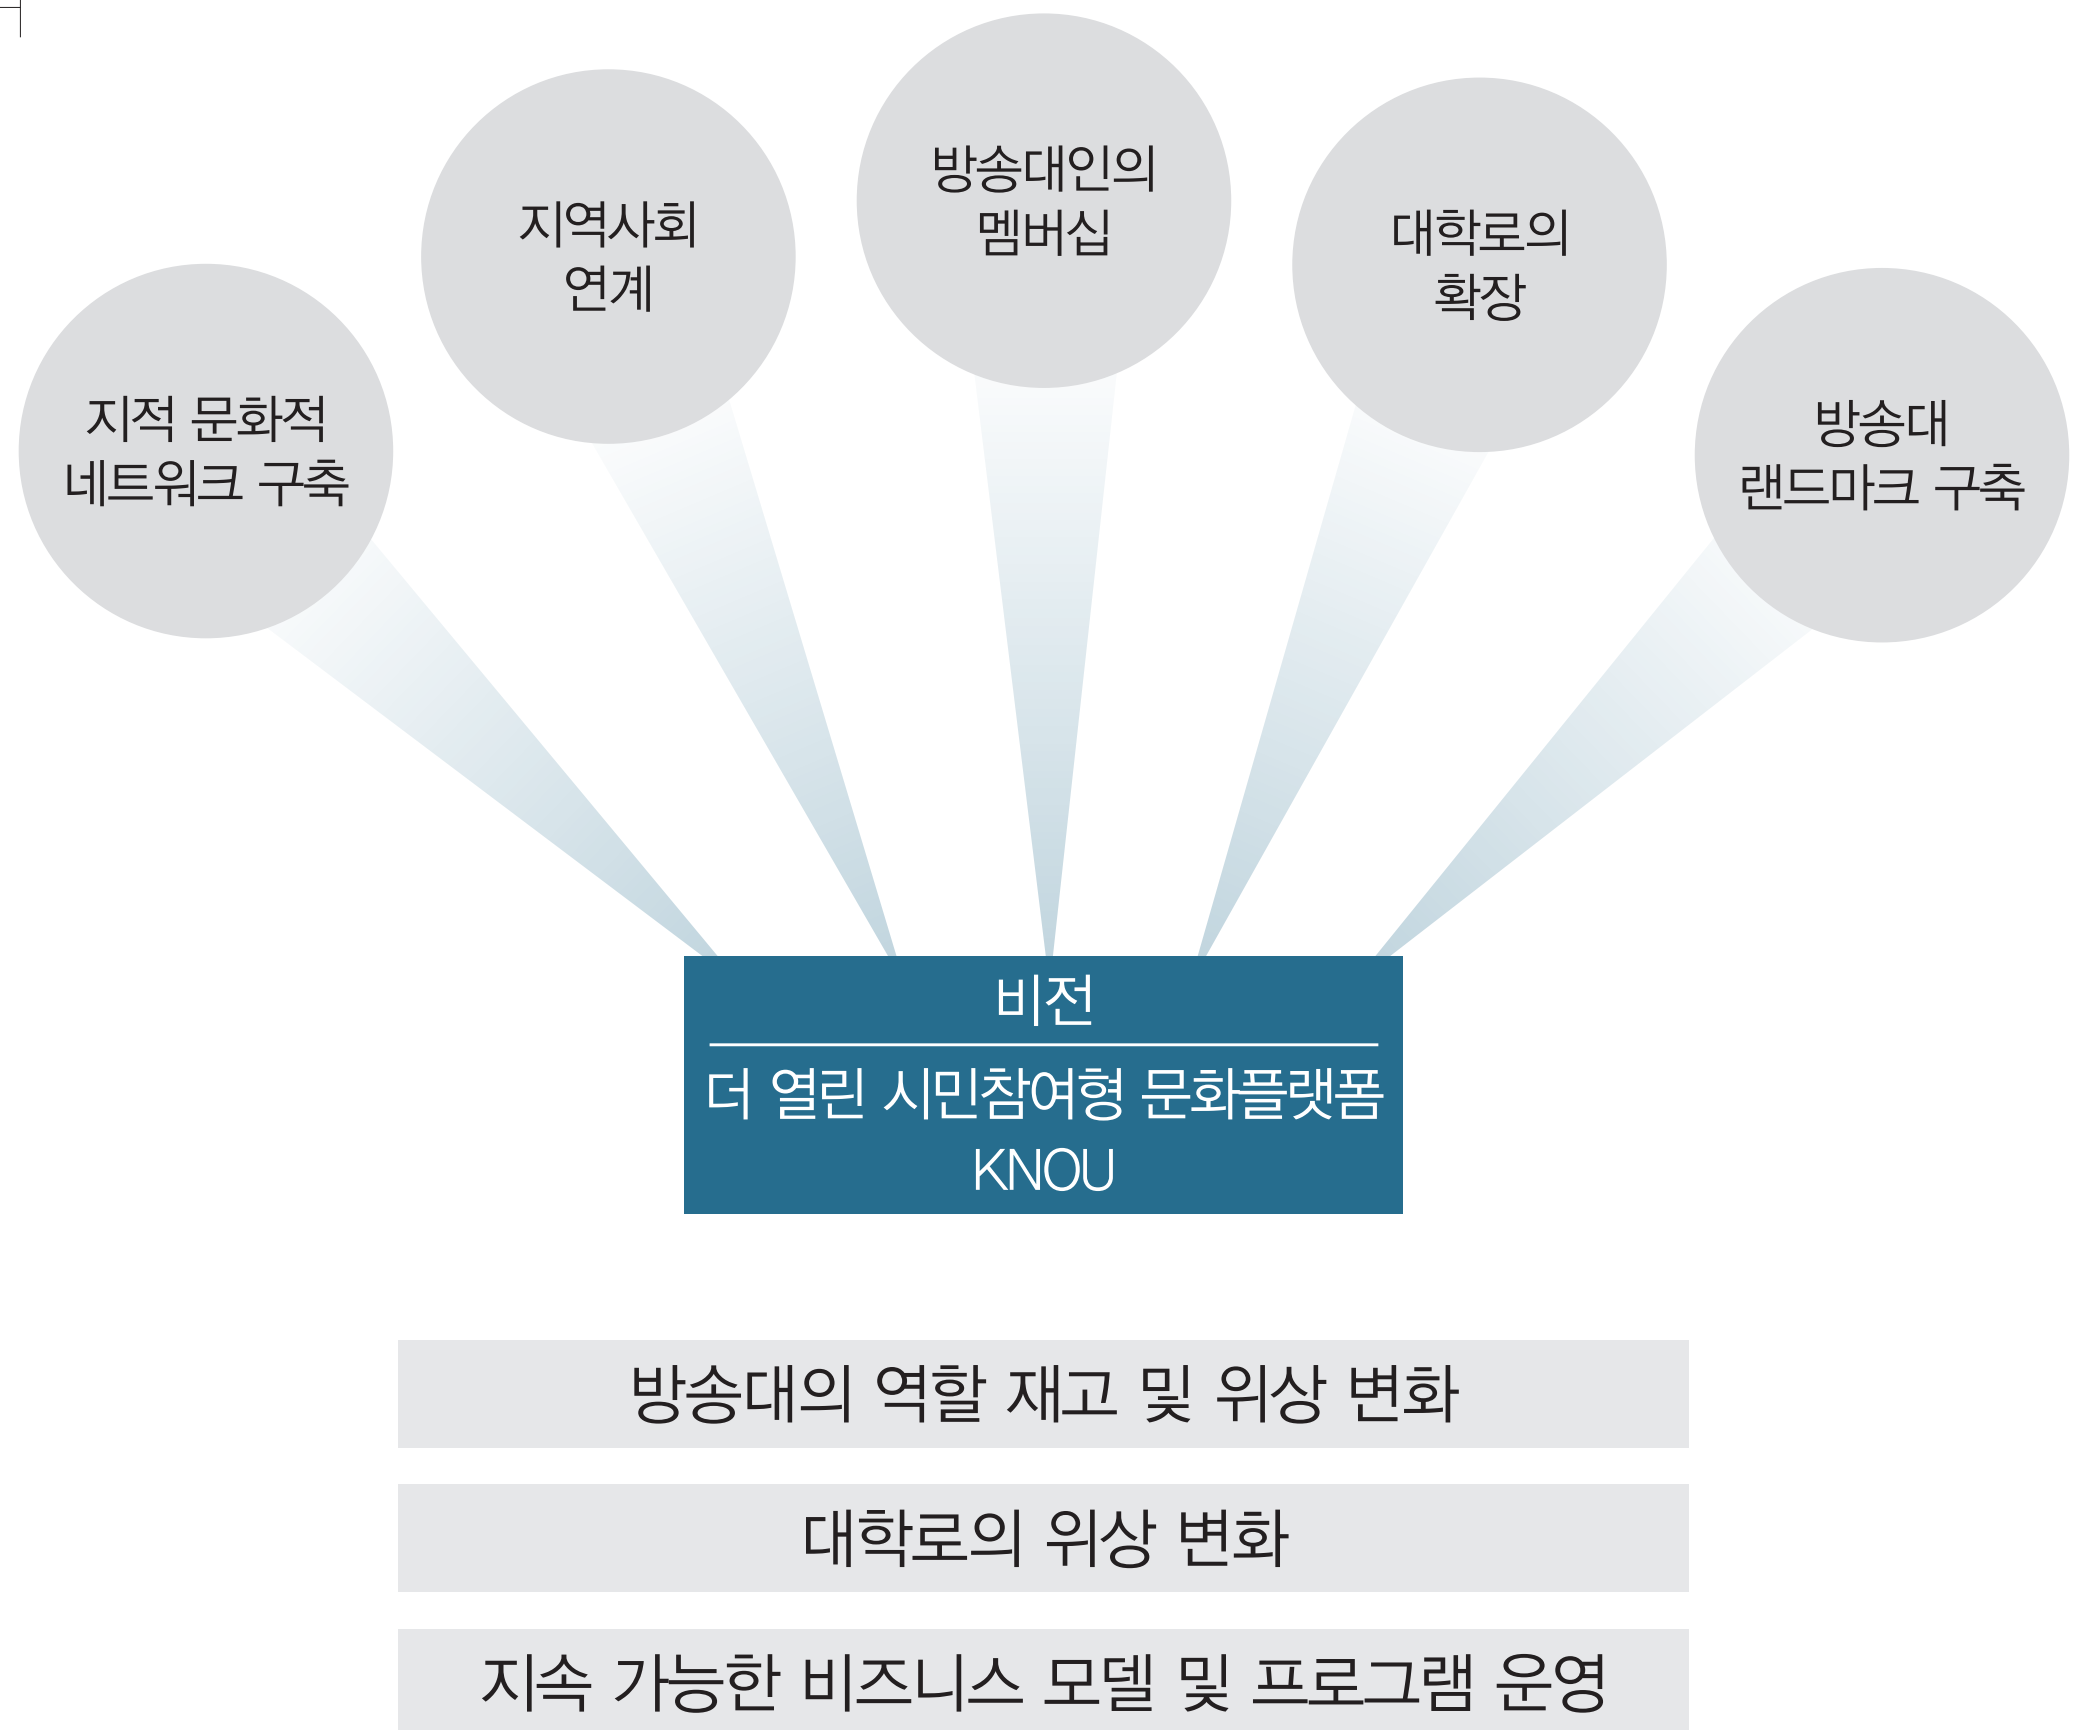 지적 문화적
네트워크 구축
지역사회
연계
방송대인의
멤버십
대학로의
확장
방송대
랜드마크 구축
비전
더 열린 시민참여형 문화플랫폼
KNOU
방송대의 역할 재고 및 위상 변화
대학로의 위상 변화
지속 가능한 비즈니스 모델 및 프로그램 운영